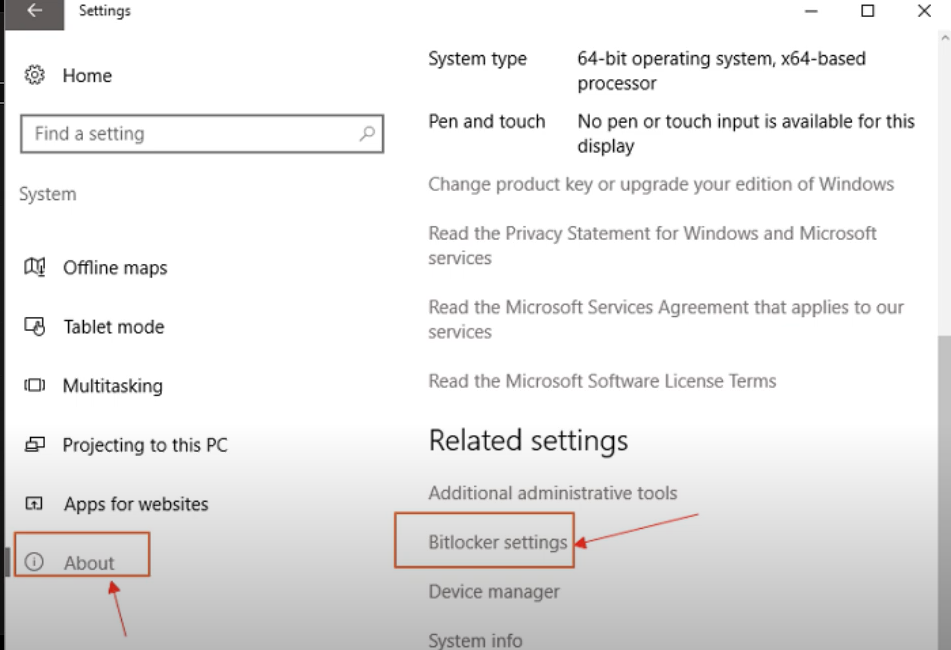 Settings
Home
Find a setting
System
Offline maps
Tablet mode
Multitasking
Projecting to this PC
Apps for websites
About
System type
64-bit operating system, x64-based
processor
Pen and touch
No pen or touch input is available for this
display
Change product key or upgrade your edition of Windows
Read the Privacy Statement for Windows and Microsoft
services
Read the Microsoft Services Agreement that applies to our
services
Read the Microsoft Software License Terms
Related settings
Additional administrative tools
Bitlocker settings
Device manager
System info